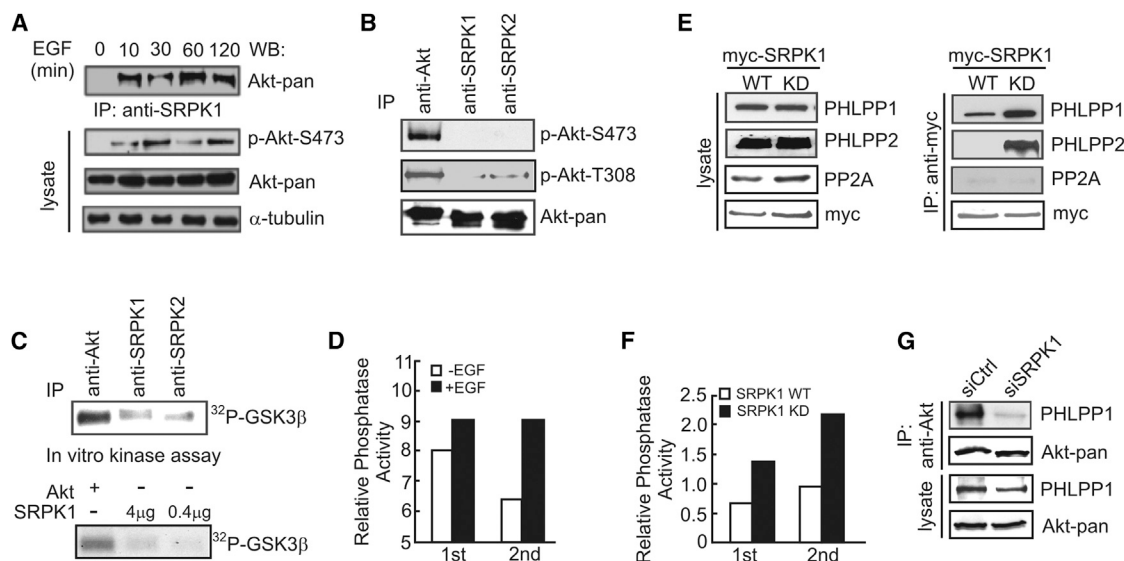 A
EGF (min) 0 10 30 60 120 WB:
Akt-pan
IP: anti-SRPK1
lysate
p-Akt-S473
Akt-pan
α-tubulin
B
IP anti-Akt anti-SRPK1 anti-SRPK2
p-Akt-S473
p-Akt-T308
Akt-pan
E
myc-SRPK1
WT KD
lysate
PHLPP1
PHLPP2
PP2A
myc
myc-SRPK1
WT KD
IP: anti-myc
PHLPP1
PHLPP2
PP2A
myc
C
IP anti-Akt anti-SRPK1 anti-SRPK2
³²P-GSK3β
In vitro kinase assay
Akt + - -
SRPK1 - 4μg 0.4μg
³²P-GSK3β
D
Relative Phosphatase
Activity
11
10
9
8
7
6
5
-EGF
+EGF
1st 2nd
F
Relative Phosphatase
Activity
2.5
2.0
1.5
1.0
0.5
0
SRPK1 WT
SRPK1 KD
1st 2nd
G
siCtrl siSRPK1
IP:
anti-Akt
PHLPP1
Akt-pan
lysate
PHLPP1
Akt-pan